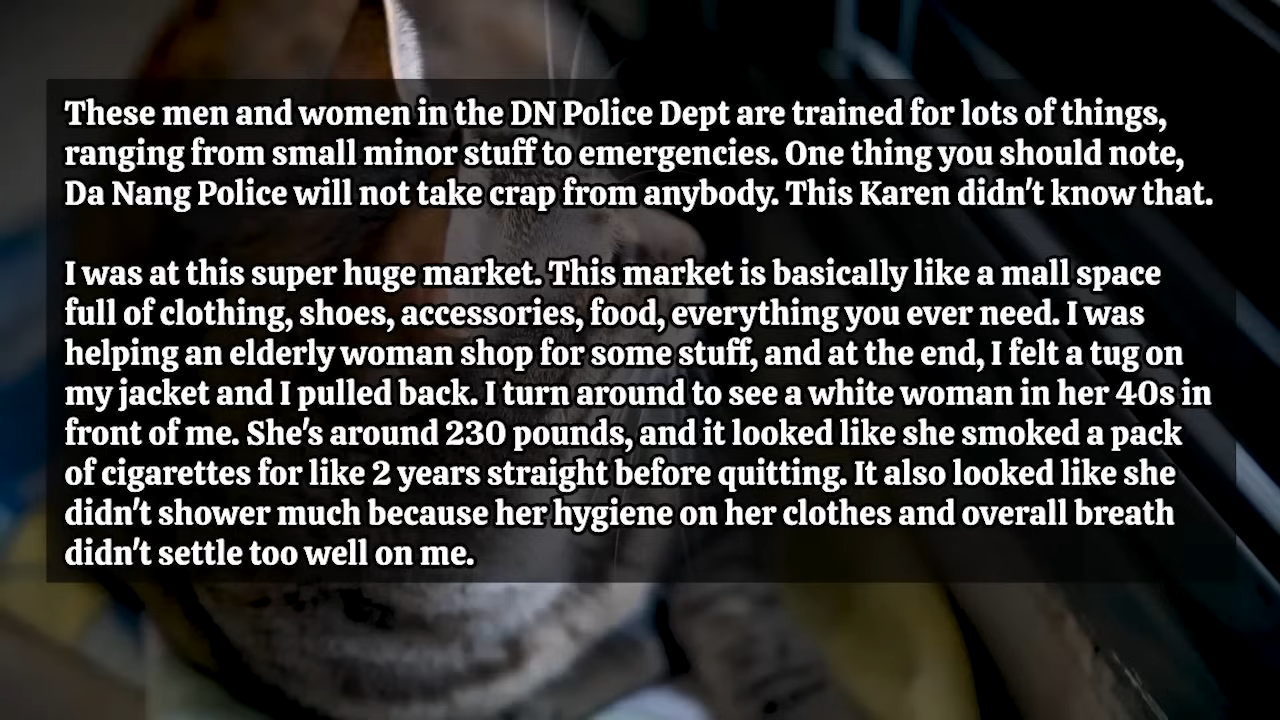 These men and women in the DN Police Dept are trained for lots of things,
ranging from small minor stuff to emergencies. One thing you should note,
Da Nang Police will not take crap from anybody. This Karen didn't know that.
I was at this super huge market. This market is basically like a mall space
full of clothing, shoes, accessories, food, everything you ever need. I was
helping an elderly woman shop for some stuff, and at the end, I felt a tug on
my jacket and I pulled back. I turn around to see a white woman in her 40s in
front of me. She's around 230 pounds, and it looked like she smoked a pack
of cigarettes for like 2 years straight before quitting. It also looked like she
didn't shower much because her hygiene on her clothes and overall breath
didn't settle too well on me.